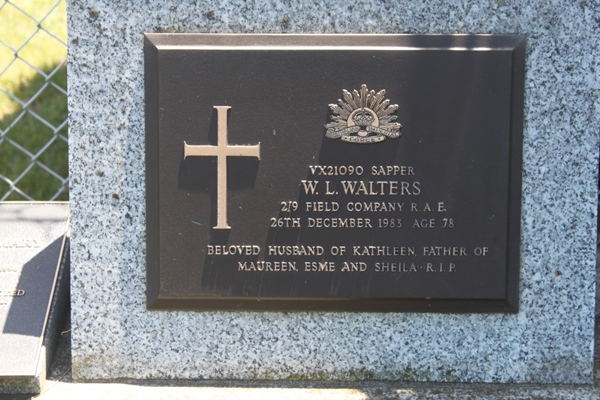 VX21090 SAPPER
W. L. WALTERS
2/9 FIELD COMPANY R.A.E.
26TH DECEMBER 1983 AGE 78
BELOVED HUSBAND OF KATHLEEN, FATHER OF
MAUREEN, ESME AND SHEILA R.I.P.